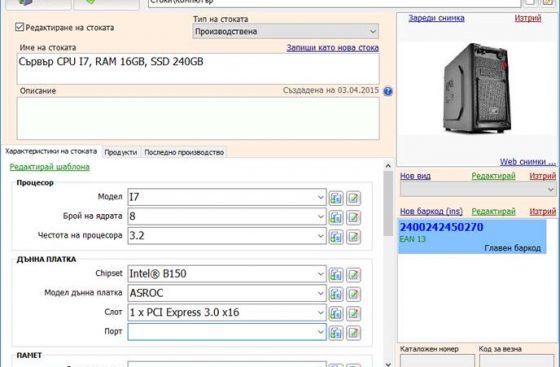 Стоки\Компютър
Редактиране на стоката
Тип на стоката
Производствена
Име на стоката
Запиши като нова стока
Сървър CPU I7, RAM 16GB, SSD 240GB
Описание
Създадена на 03.04.2015
Характеристики на стоката
Продукти
Последно производство
Редактирай шаблона
Процесор
Модел
I7
Брой на ядрата
8
Честота на процесора
3.2
ДЪННА ПЛАТКА
Chipset
Intel® B150
Модел дънна платка
ASROC
Слот
1 x PCI Express 3.0 x16
Порт
ПАМЕТ
Зареди снимка
Изтрий
Web снимки ...
Нов вид
Редактирай
Изтрий
Нов баркод (ins)
Редактирай
Изтрий
2400242450270
EAN 13
Главен баркод
Каталожен номер
Код за везна